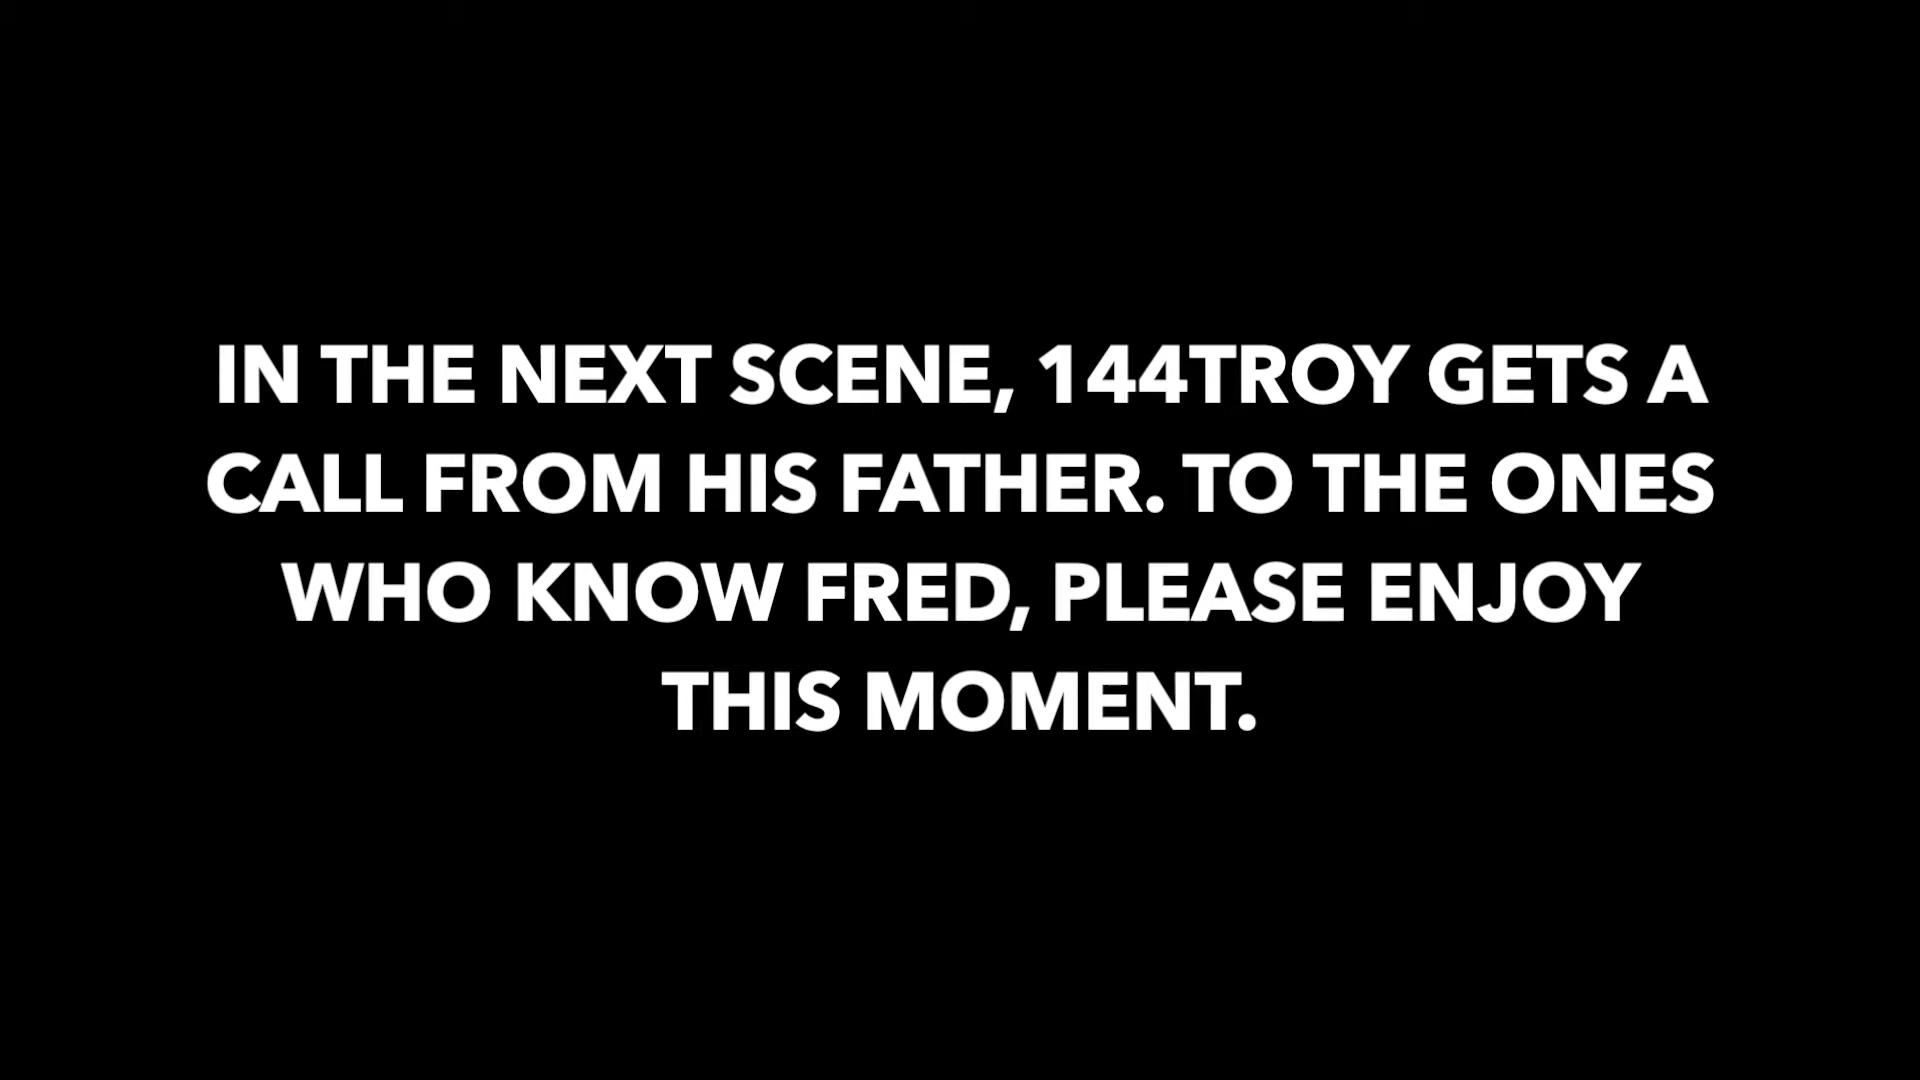 IN THE NEXT SCENE, 144TROY GETS A
CALL FROM HIS FATHER. TO THE ONES
WHO KNOW FRED, PLEASE ENJOY
THIS MOMENT.